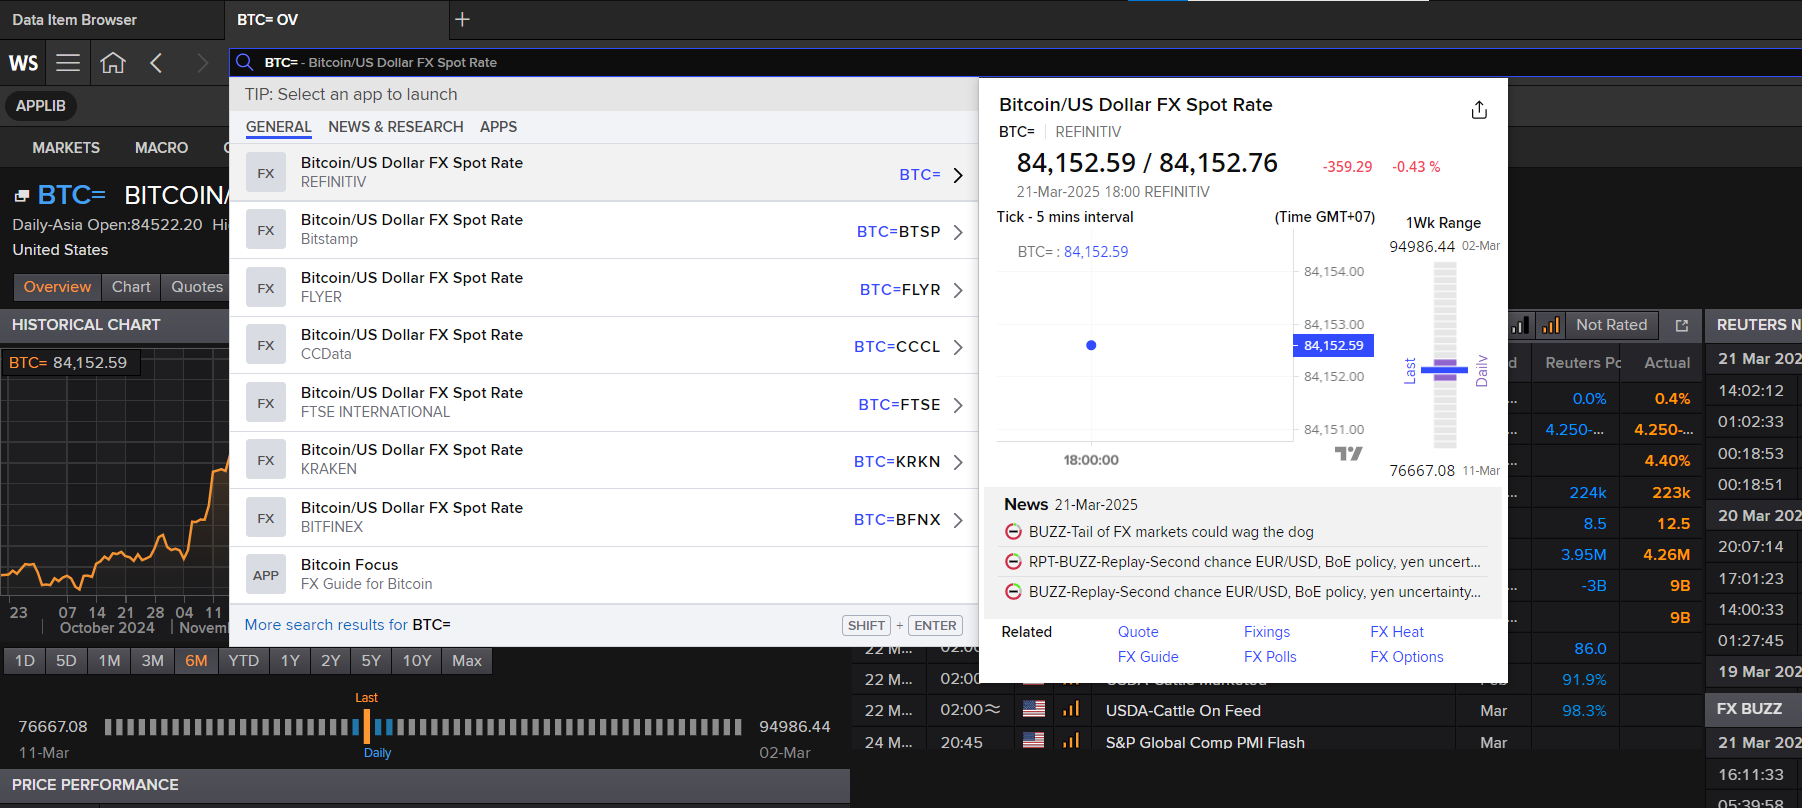 Data Item Browser
BTC= OV
+
WS
BTC= - Bitcoin/US Dollar FX Spot Rate
APPLIB
TIP: Select an app to launch
GENERAL NEWS & RESEARCH APPS
MARKETS MACRO
BTC= BITCOIN/
Daily-Asia Open:84522.20
United States
Overview Chart Quotes
HISTORICAL CHART
BTC= 84,152.59
FX Bitcoin/US Dollar FX Spot Rate
REFINITIV
BTC=
FX Bitcoin/US Dollar FX Spot Rate
Bitstamp
BTC=BTSP
FX Bitcoin/US Dollar FX Spot Rate
FLYER
BTC=FLYR
FX Bitcoin/US Dollar FX Spot Rate
CCData
BTC=CCCL
FX Bitcoin/US Dollar FX Spot Rate
FTSE INTERNATIONAL
BTC=FTSE
FX Bitcoin/US Dollar FX Spot Rate
KRAKEN
BTC=KRKN
FX Bitcoin/US Dollar FX Spot Rate
BITFINEX
BTC=BFNX
APP Bitcoin Focus
FX Guide for Bitcoin
More search results for BTC=
SHIFT + ENTER
Bitcoin/US Dollar FX Spot Rate
BTC= REFINITIV
84,152.59 / 84,152.76 -359.29 -0.43 %
21-Mar-2025 18:00 REFINITIV
Tick - 5 mins interval (Time GMT+07)
BTC= : 84,152.59
84,154.00
84,153.00
84,152.59
84,152.00
84,151.00
18:00:00
1Wk Range
94986.44 02-Mar
Last
Daily
76667.08 11-Mar
News 21-Mar-2025
BUZZ-Tail of FX markets could wag the dog
RPT-BUZZ-Replay-Second chance EUR/USD, BoE policy, yen uncert...
BUZZ-Replay-Second chance EUR/USD, BoE policy, yen uncertainty...
Related Quote Fixings FX Heat
FX Guide FX Polls FX Options
23 07 14 21 28 04 11
October 2024
1D 5D 1M 3M 6M YTD 1Y 2Y 5Y 10Y Max
Last
76667.08 94986.44
11-Mar Daily 02-Mar
PRICE PERFORMANCE
Not Rated
Actual
0.0% 0.4%
4.250-... 4.250-...
4.40%
224k 223k
8.5 12.5
3.95M 4.26M
-3B 9B
9B
86.0
22 M...
22 M... 91.9%
22 M... 02:00≈ USDA-Cattle On Feed Mar 98.3%
24 M... 20:45 S&P Global Comp PMI Flash Mar
REUTERS N
21 Mar 202
14:02:12
01:02:33
00:18:53
00:18:51
20 Mar 202
20:07:14
17:01:23
14:00:33
01:27:45
19 Mar 202
FX BUZZ
21 Mar 202
16:11:33
05:39:58